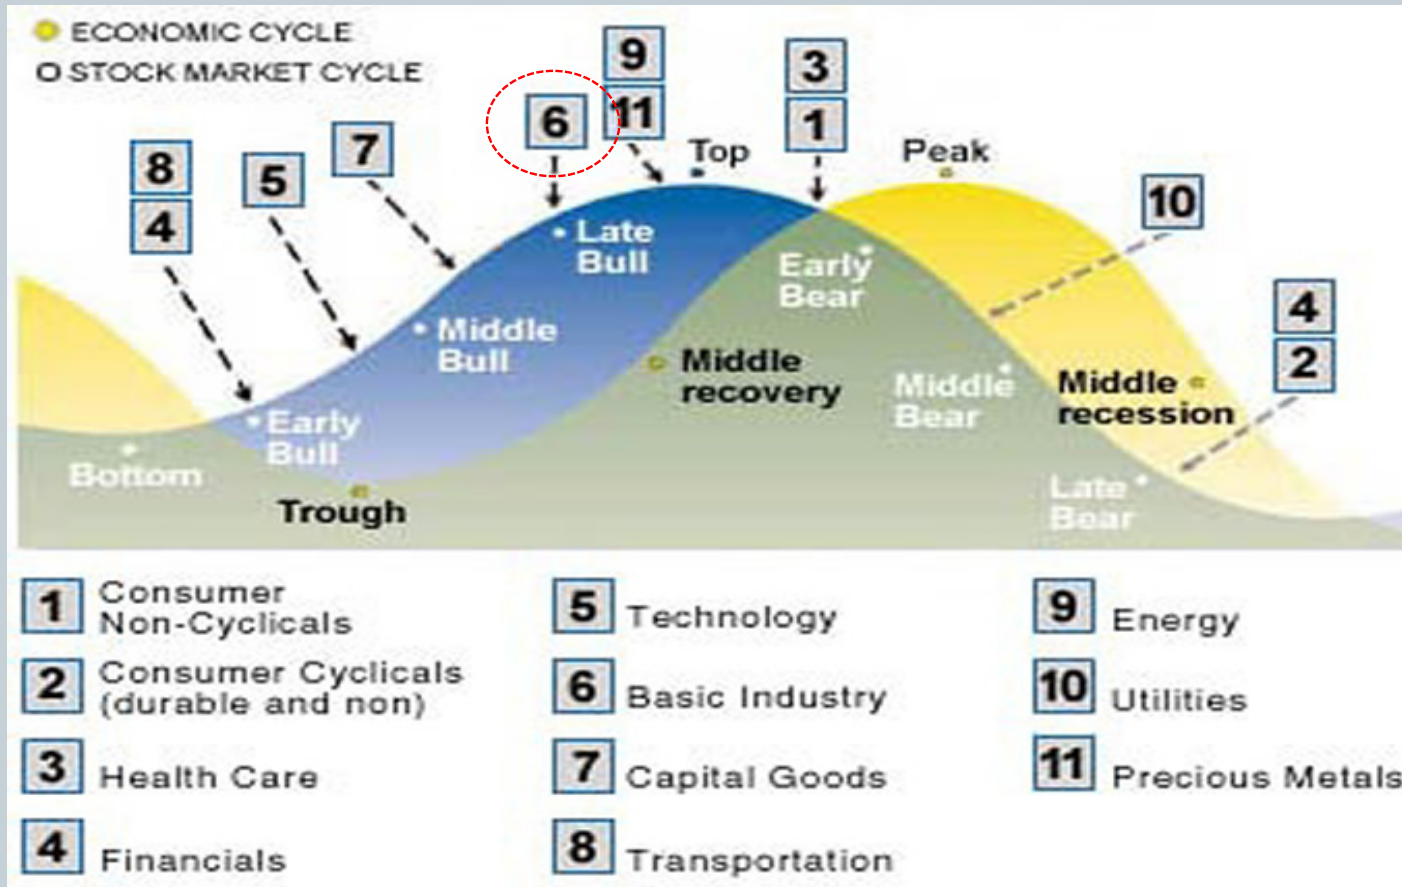 ECONOMIC CYCLE
STOCK MARKET CYCLE
8
4
5
7
6
9
11
3
1
Top
Peak
10
4
2
Late
Bull
Early
Bear
Middle
Bull
Middle
recovery
Middle
Bear
Middle
recession
Early
Bull
Bottom
Trough
Late
Bear
1 Consumer
Non-Cyclicals
2 Consumer Cyclicals
(durable and non)
3 Health Care
4 Financials
5 Technology
6 Basic Industry
7 Capital Goods
8 Transportation
9 Energy
10 Utilities
11 Precious Metals